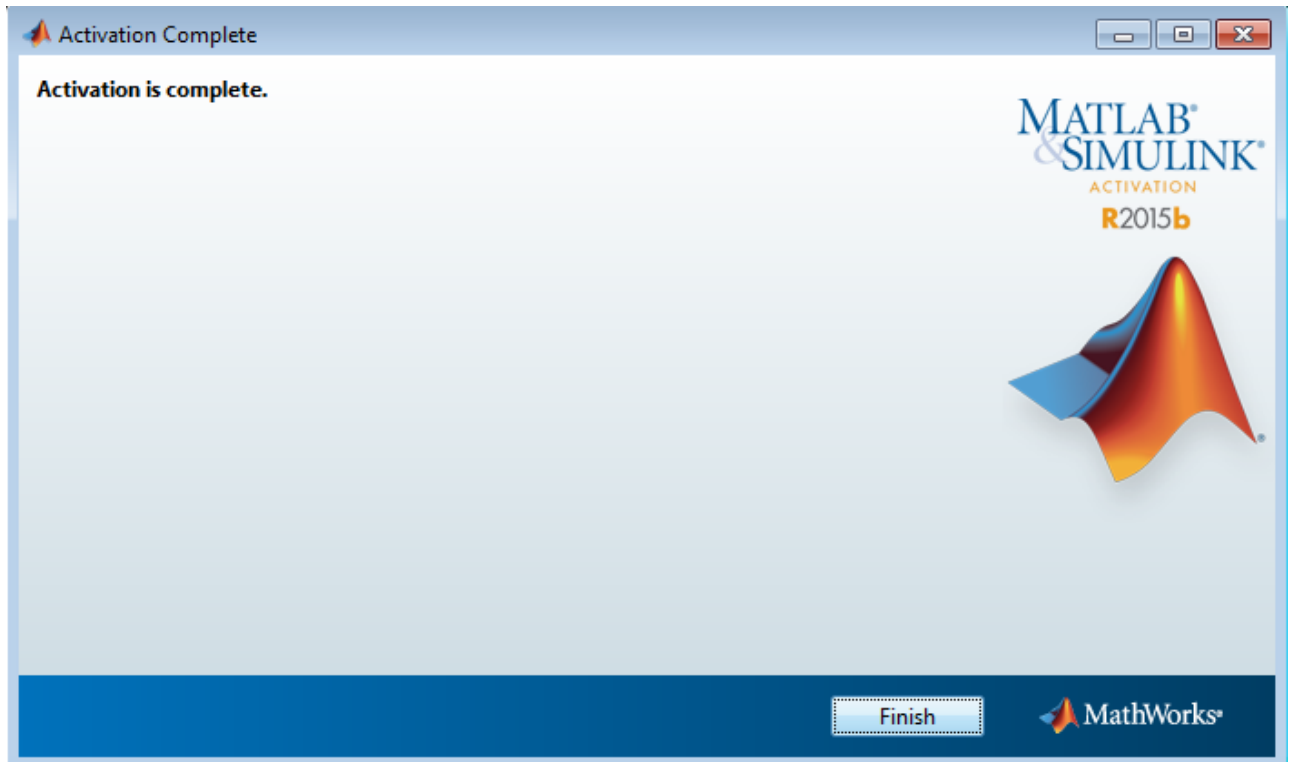 Activation Complete
Activation is complete.
MATLAB®
&SIMULINK®
ACTIVATION
R2015b
®
Finish
MathWorks®